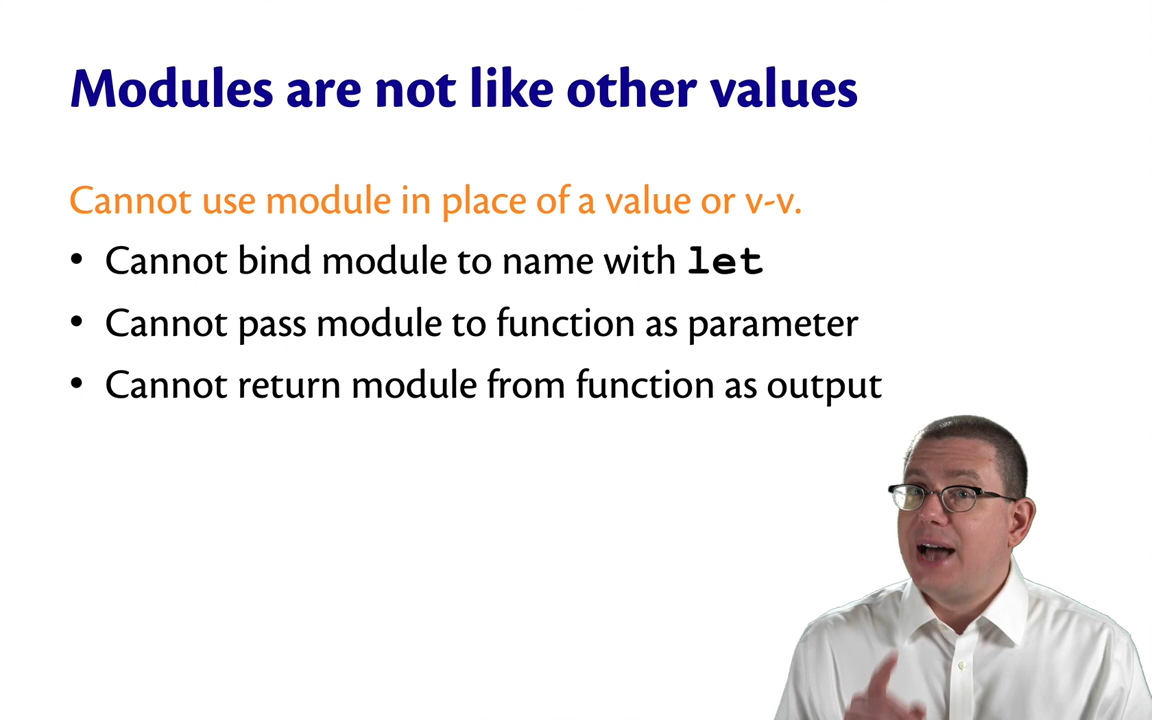 Modules are not like other values
Cannot use module in place of a value or v-v.
• Cannot bind module to name with let
• Cannot pass module to function as parameter
• Cannot return module from function as output